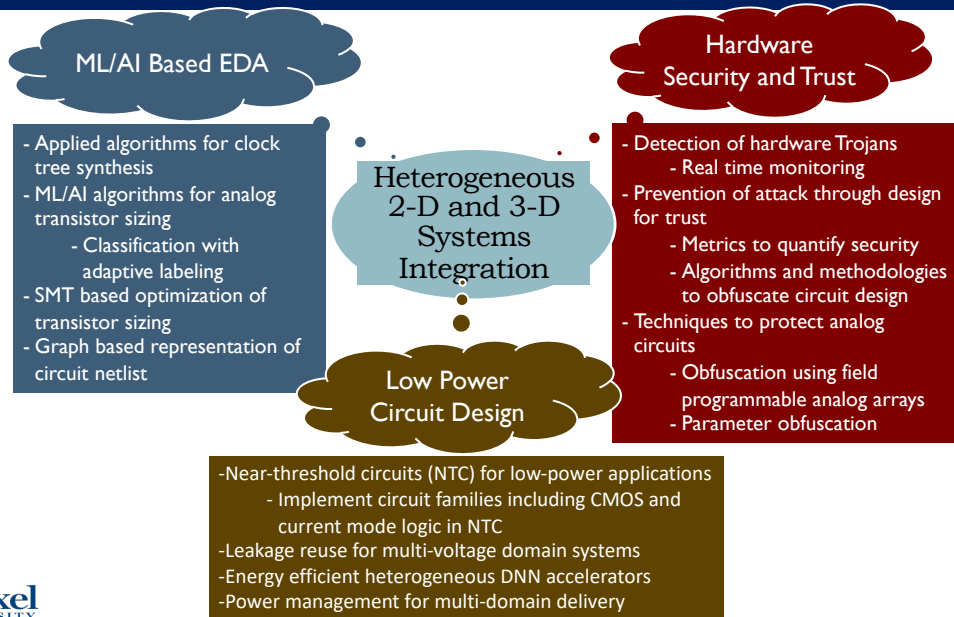 ML/AI Based EDA
- Applied algorithms for clock
tree synthesis
- ML/AI algorithms for analog
transistor sizing
- Classification with
adaptive labeling
- SMT based optimization of
transistor sizing
- Graph based representation of
circuit netlist
Heterogeneous
2-D and 3-D
Systems
Integration
Hardware
Security and Trust
- Detection of hardware Trojans
- Real time monitoring
- Prevention of attack through design
for trust
- Metrics to quantify security
- Algorithms and methodologies
to obfuscate circuit design
- Techniques to protect analog
circuits
- Obfuscation using field
programmable analog arrays
- Parameter obfuscation
Low Power
Circuit Design
-Near-threshold circuits (NTC) for low-power applications
- Implement circuit families including CMOS and
current mode logic in NTC
-Leakage reuse for multi-voltage domain systems
-Energy efficient heterogeneous DNN accelerators
-Power management for multi-domain delivery
xel